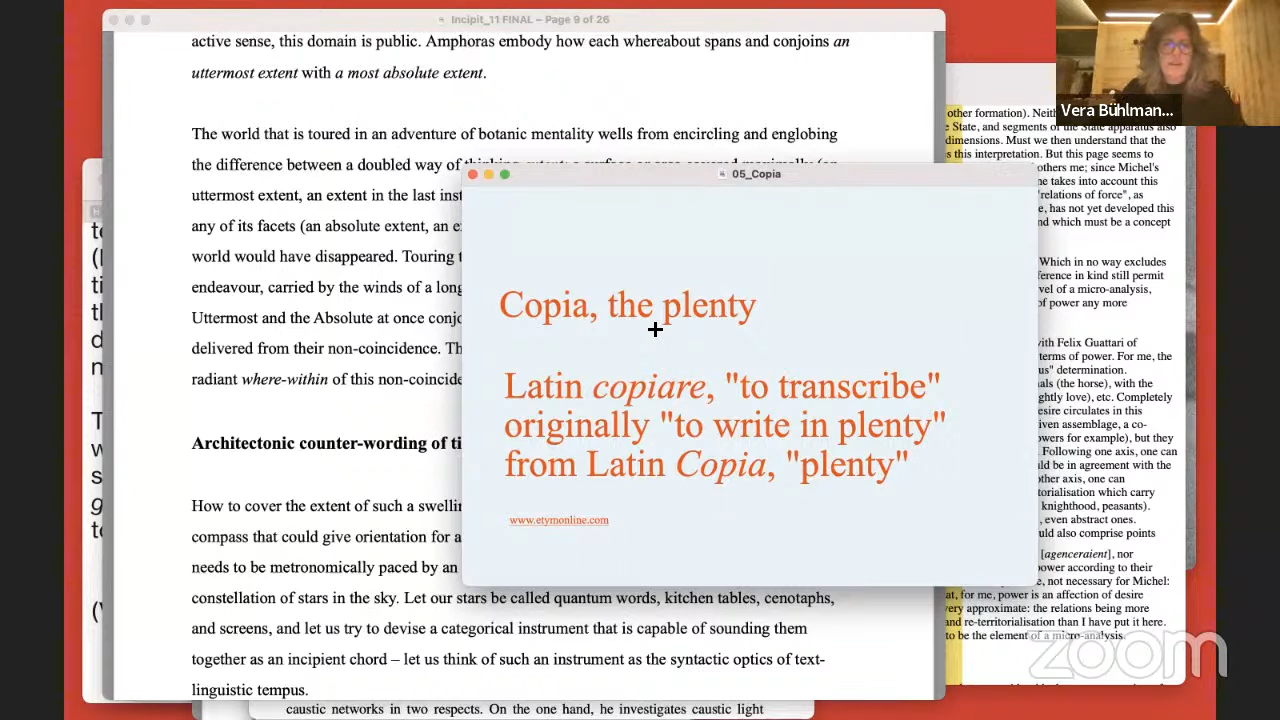 Incipit_11 FINAL – Page 9 of 26
active sense, this domain is public. Amphoras embody how each whereabout spans and conjoins an
uttermost extent with a most absolute extent.
The world that is toured in an adventure of botanic mentality wells from encircling and englobing
the difference between a doubled way of thinking extent: a surface or area covered maximally (an
uttermost extent, an extent in the last inst
any of its facets (an absolute extent, an e
world would have disappeared. Touring t
endeavour, carried by the winds of a long
Uttermost and the Absolute at once conjo
delivered from their non-coincidence. Th
radiant where-within of this non-coincide
Architectonic counter-wording of ti
How to cover the extent of such a swellin
compass that could give orientation for a
needs to be metronomically paced by an
constellation of stars in the sky. Let our stars be called quantum words, kitchen tables, cenotaphs,
and screens, and let us try to devise a categorical instrument that is capable of sounding them
together as an incipient chord – let us think of such an instrument as the syntactic optics of text-
linguistic tempus.
caustic networks in two respects. On the one hand, he investigates caustic light
05_Copia
Copia, the plenty
Latin copiare, "to transcribe"
originally "to write in plenty"
from Latin Copia, "plenty"
www.etymonline.com
Vera Bühlman...
other formation). Neith
e State, and segments of the State apparatus also
dimensions. Must we then understand that the
s this interpretation. But this page seems to
others me; since Michel's
ne takes into account this
"relations of force", as
e, has not yet developed this
nd which must be a concept
Which in no way excludes
ference in kind still permit
vel of a micro-analysis,
of power any more
with Felix Guattari of
terms of power. For me, the
us" determination.
als (the horse), with the
ghtly love), etc. Completely
esire circulates in this
iven assemblage, a co-
owers for example), but they
Following one axis, one can
ld be in agreement with the
other axis, one can
torialisation which carry
knighthood, peasants).
, even abstract ones.
uld also comprise points
[agenceraient], nor
power according to their
e, not necessary for Michel:
at, for me, power is an affection of desire
very approximate: the relations being more
and re-territorialisation than I have put it here.
to be the element of a micro-analysis.
zoom